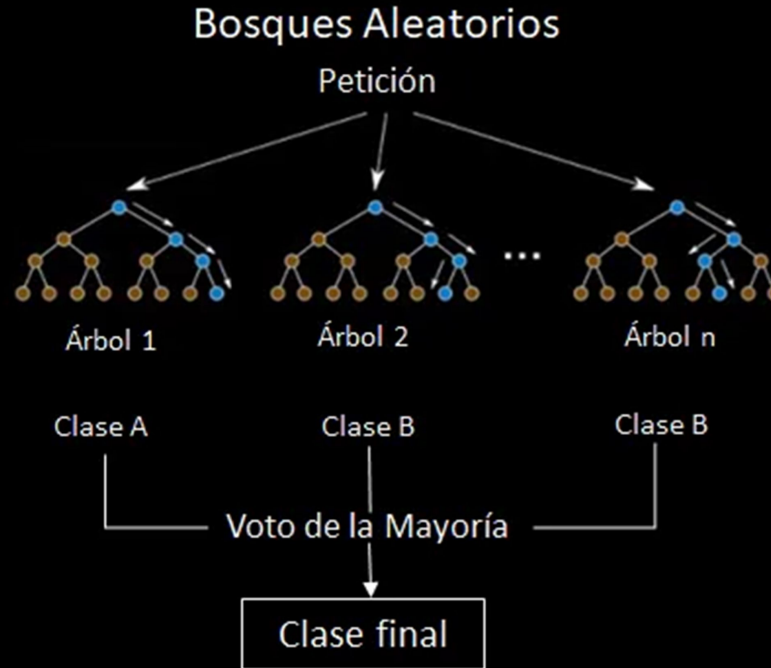 Bosques Aleatorios
Petición
...
Árbol 1 Árbol 2 Árbol n
Clase A Clase B Clase B
Voto de la Mayoría
Clase final